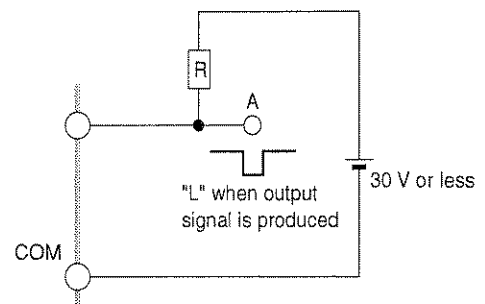 R
A
"L" when output
signal is produced
30 V or less
COM